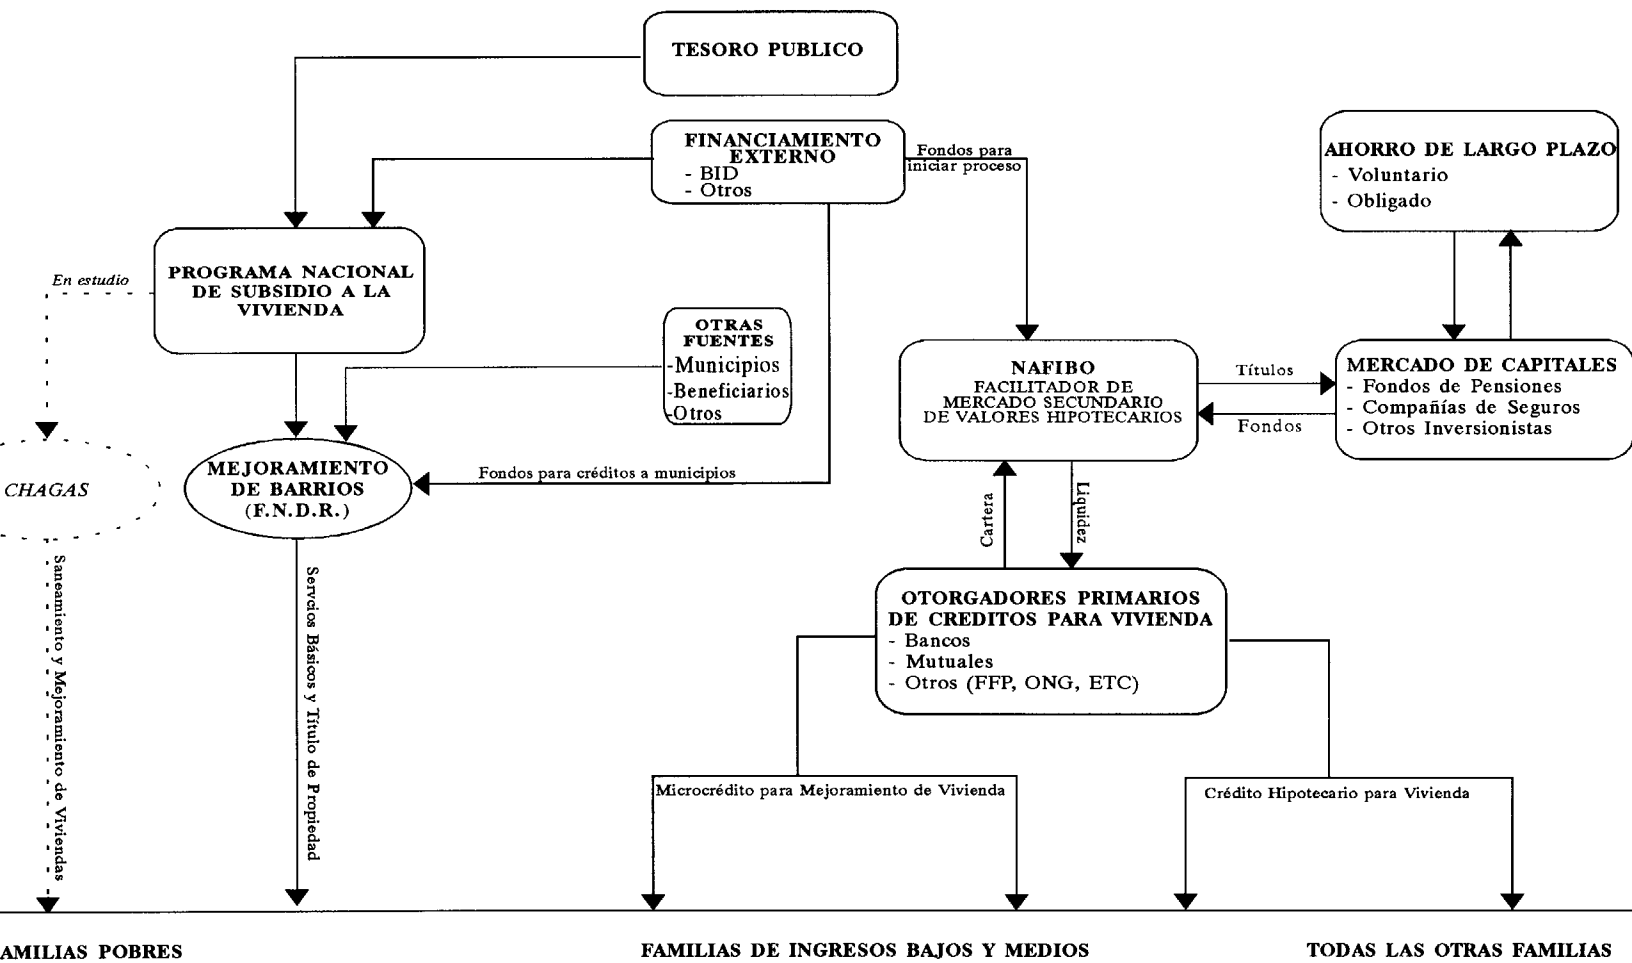 TESORO PUBLICO
FINANCIAMIENTO
EXTERNO
- BID
- Otros
Fondos para
iniciar proceso
AHORRO DE LARGO PLAZO
- Voluntario
- Obligado
En estudio
PROGRAMA NACIONAL
DE SUBSIDIO A LA
VIVIENDA
OTRAS
FUENTES
-Municipios
-Beneficiarios
-Otros
NAFIBO
FACILITADOR DE
MERCADO SECUNDARIO
DE VALORES HIPOTECARIOS
Títulos
Fondos
MERCADO DE CAPITALES
- Fondos de Pensiones
- Compañías de Seguros
- Otros Inversionistas
CHAGAS
MEJORAMIENTO
DE BARRIOS
(F.N.D.R.)
Fondos para créditos a municipios
Cartera
Liquidez
Saneamiento y Mejoramiento de Viviendas
Servcios Básicos y Título de Propiedad
OTORGADORES PRIMARIOS
DE CREDITOS PARA VIVIENDA
- Bancos
- Mutuales
- Otros (FFP, ONG, ETC)
Microcrédito para Mejoramiento de Vivienda
Crédito Hipotecario para Vivienda
AMILIAS POBRES
FAMILIAS DE INGRESOS BAJOS Y MEDIOS
TODAS LAS OTRAS FAMILIAS